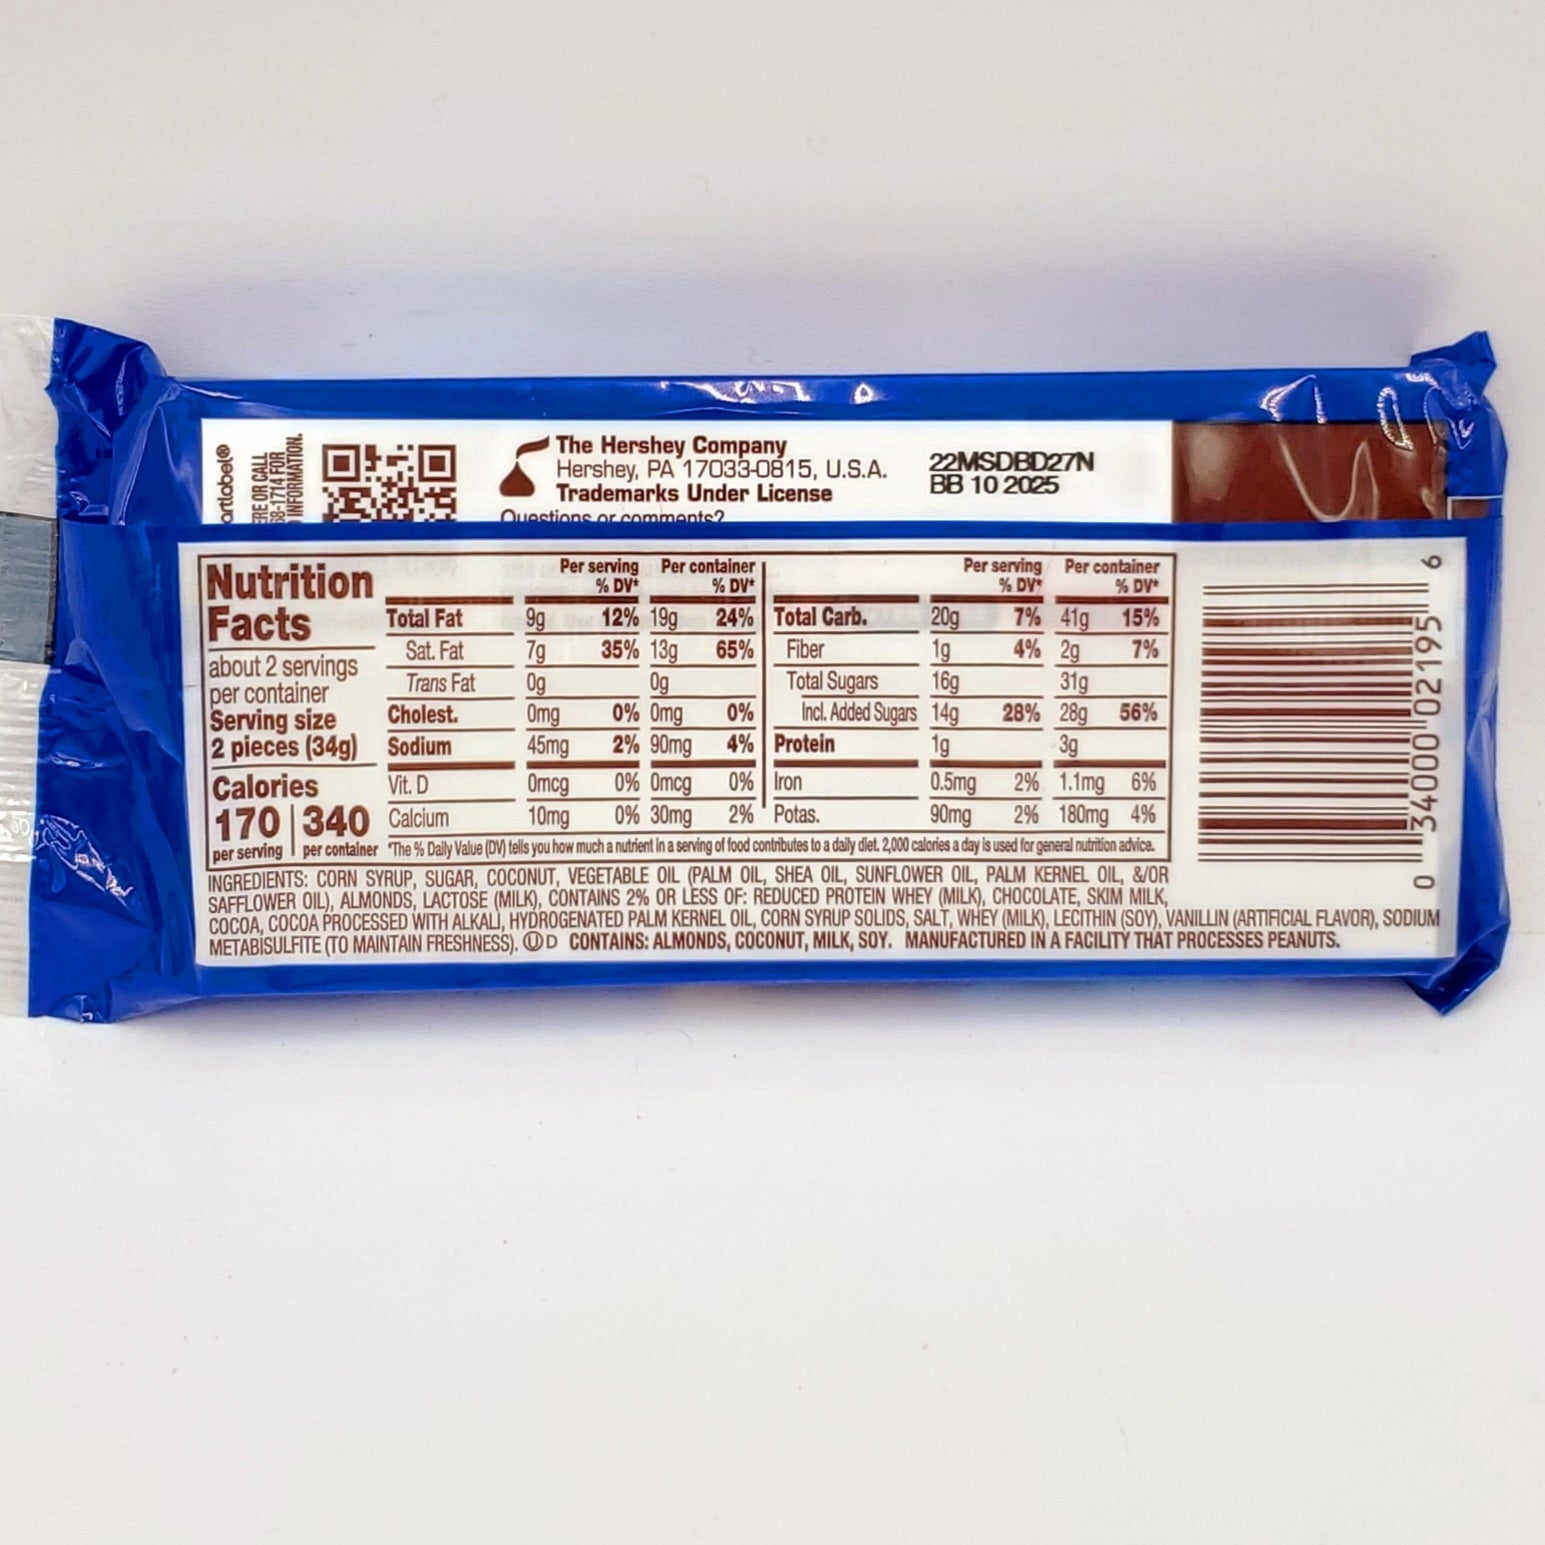 The Hershey Company
Hershey, PA 17033-0815, U.S.A.
Trademarks Under License
Questions or comments?
22MSDBD27N
BB 10 2025
ERE OR CALL
INFORMATION.
Nutrition
Facts
about 2 servings
per container
Serving size
2 pieces (34g)
Calories
170 340
per serving per container
Per serving Per container
% DV* % DV*
Total Fat 9g 12% 19g 24%
Sat. Fat 7g 35% 13g 65%
Trans Fat 0g 0g
Cholest. 0mg 0% 0mg 0%
Sodium 45mg 2% 90mg 4%
Vit. D 0mcg 0% 0mcg 0%
Calcium 10mg 0% 30mg 2%
Per serving Per container
% DV* % DV*
Total Carb. 20g 7% 41g 15%
Fiber 1g 4% 2g 7%
Total Sugars 16g 31g
Incl. Added Sugars 14g 28% 28g 56%
Protein 1g 3g
Iron 0.5mg 2% 1.1mg 6%
Potas. 90mg 2% 180mg 4%
*The % Daily Value (DV) tells you how much a nutrient in a serving of food contributes to a daily diet. 2,000 calories a day is used for general nutrition advice.
INGREDIENTS: CORN SYRUP, SUGAR, COCONUT, VEGETABLE OIL (PALM OIL, SHEA OIL, SUNFLOWER OIL, PALM KERNEL OIL, &/OR
SAFFLOWER OIL), ALMONDS, LACTOSE (MILK), CONTAINS 2% OR LESS OF: REDUCED PROTEIN WHEY (MILK), CHOCOLATE, SKIM MILK,
COCOA, COCOA PROCESSED WITH ALKALI, HYDROGENATED PALM KERNEL OIL, CORN SYRUP SOLIDS, SALT, WHEY (MILK), LECITHIN (SOY), VANILLIN (ARTIFICIAL FLAVOR), SODIUM
METABISULFITE (TO MAINTAIN FRESHNESS). Ⓤ D CONTAINS: ALMONDS, COCONUT, MILK, SOY. MANUFACTURED IN A FACILITY THAT PROCESSES PEANUTS.
0 34000 02195 6